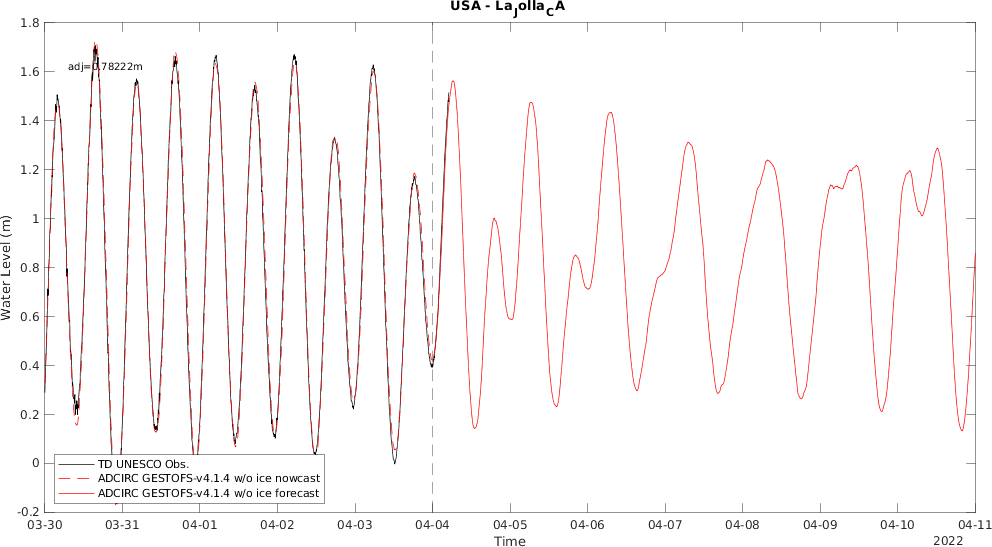 USA - LaJollaCA
1.8
1.6
1.4
1.2
1
0.8
0.6
0.4
0.2
0
-0.2
Water Level (m)
adj=0.78222m
TD UNESCO Obs.
ADCIRC GESTOFS-v4.1.4 w/o ice nowcast
ADCIRC GESTOFS-v4.1.4 w/o ice forecast
03-30 03-31 04-01 04-02 04-03 04-04 04-05 04-06 04-07 04-08 04-09 04-10 04-11
Time
2022